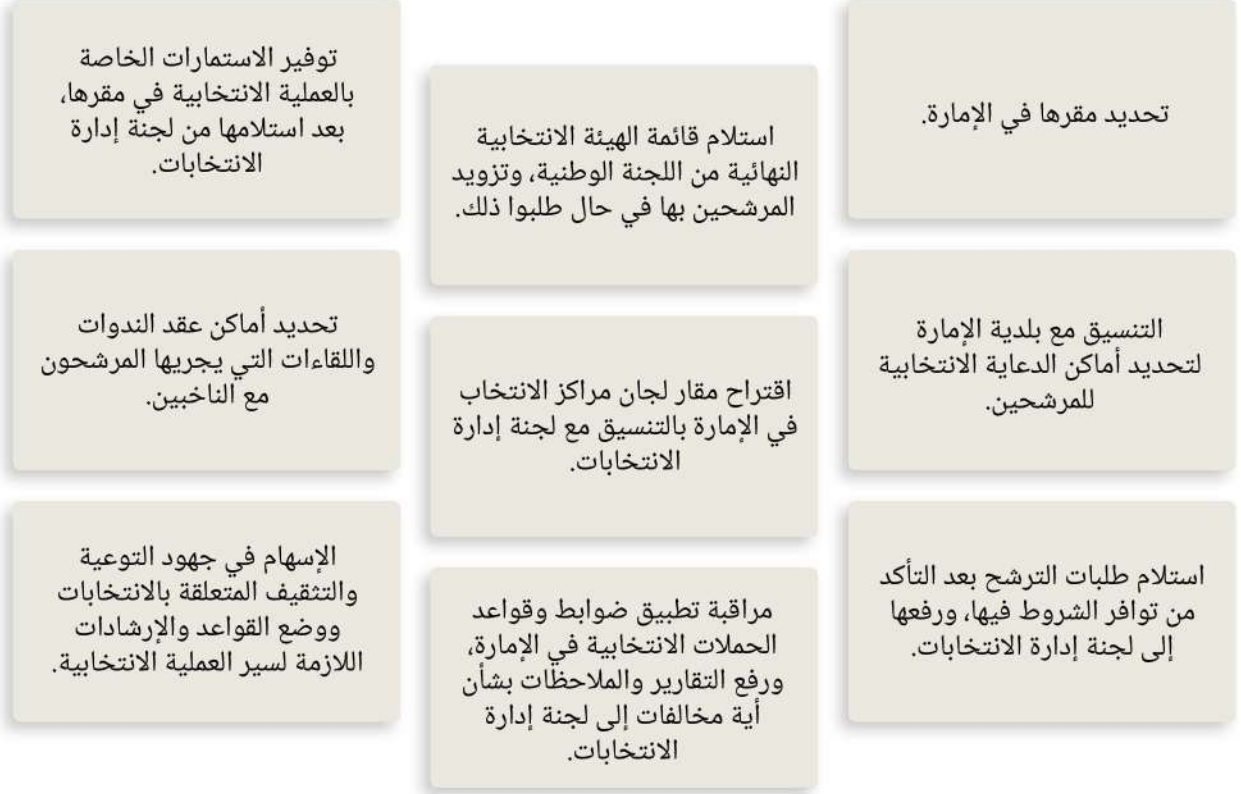 تحديد مقرها في الإمارة.
استلام قائمة الهيئة الانتخابية
النهائية من اللجنة الوطنية، وتزويد
المرشحين بها في حال طلبوا ذلك.
توفير الاستمارات الخاصة
بالعملية الانتخابية في مقرها،
بعد استلامها من لجنة إدارة
الانتخابات.
التنسيق مع بلدية الإمارة
لتحديد أماكن الدعاية الانتخابية
للمرشحين.
اقتراح مقار لجان مراكز الانتخاب
في الإمارة بالتنسيق مع لجنة إدارة
الانتخابات.
تحديد أماكن عقد الندوات
واللقاءات التي يجريها المرشحون
مع الناخبين.
استلام طلبات الترشح بعد التأكد
من توافر الشروط فيها، ورفعها
إلى لجنة إدارة الانتخابات.
مراقبة تطبيق ضوابط وقواعد
الحملات الانتخابية في الإمارة،
ورفع التقارير والملاحظات بشأن
أية مخالفات إلى لجنة إدارة
الانتخابات.
الإسهام في جهود التوعية
والتثقيف المتعلقة بالانتخابات
ووضع القواعد والإرشادات
اللازمة لسير العملية الانتخابية.